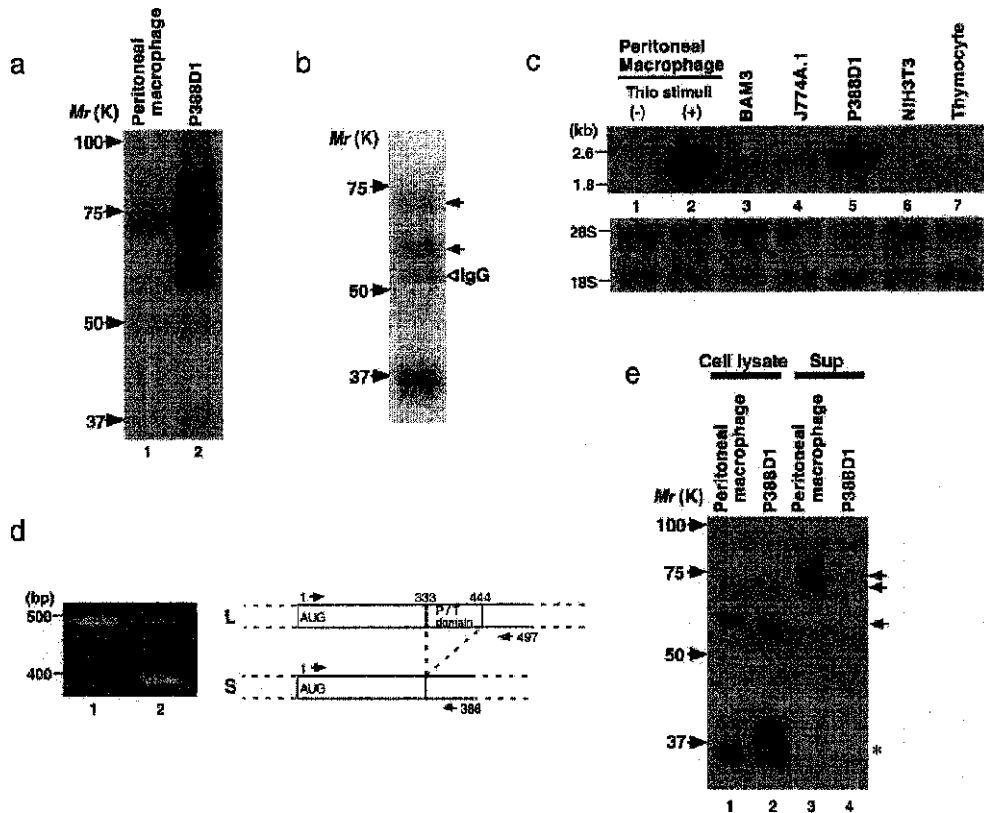 a
Peritoneal
macrophage
P388D1
Mr (K)
100
75
50
37
1 2
b
Mr (K)
75
IgG
50
37
c
Peritoneal
Macrophage
Thio stimuli
(-) (+)
BAM3
J774A.1
P388D1
NIH3T3
Thymocyte
(kb)
2.6
1.8
1 2 3 4 5 6 7
28S
18S
d
(bp)
500
400
1 2
L
1
333
444
AUG
P / T
domain
497
S
1
AUG
386
e
Cell lysate Sup
Peritoneal
macrophage
P388D1
Peritoneal
macrophage
P388D1
Mr (K)
100
75
50
37
*
1 2 3 4